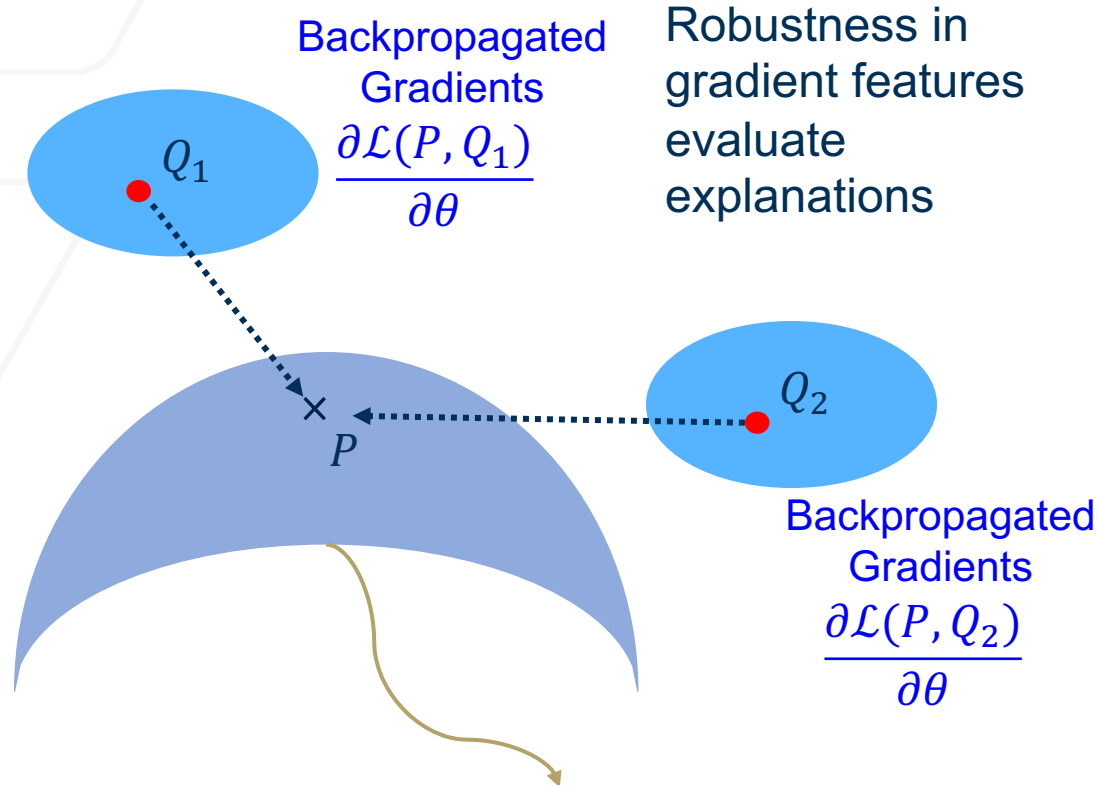 Backpropagated
Gradients
∂ℒ(P, Q₁)
∂θ
Robustness in
gradient features
evaluate
explanations
Q₁
P
Q₂
Backpropagated
Gradients
∂ℒ(P, Q₂)
∂θ